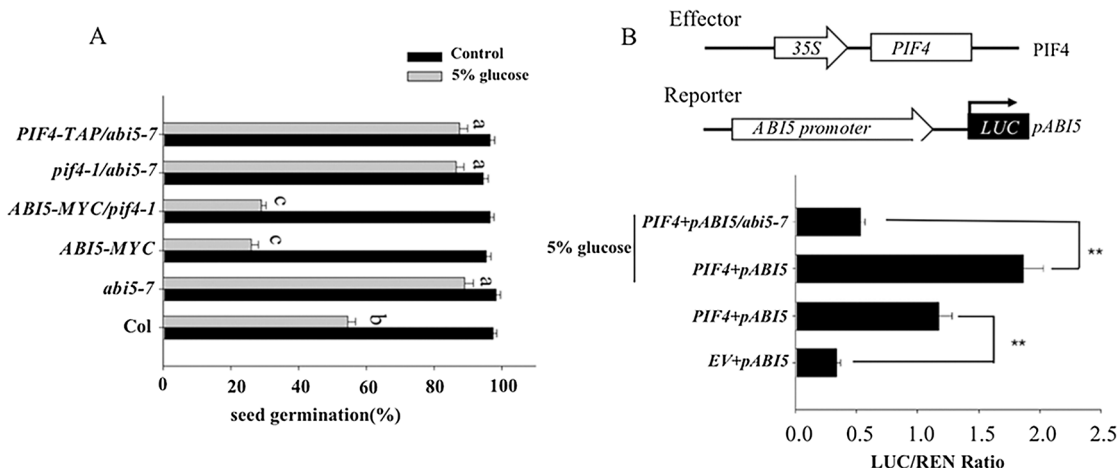 A
Control
5% glucose
PIF4-TAP/abi5-7
a
pif4-1/abi5-7
a
ABI5-MYC/pif4-1
c
ABI5-MYC
c
abi5-7
a
Col
b
0 20 40 60 80 100
seed germination(%)
B
Effector
35S PIF4 PIF4
Reporter
ABI5 promoter LUC pABI5
5% glucose
PIF4+pABI5/abi5-7
PIF4+pABI5
**
PIF4+pABI5
EV+pABI5
**
0.0 0.5 1.0 1.5 2.0 2.5
LUC/REN Ratio